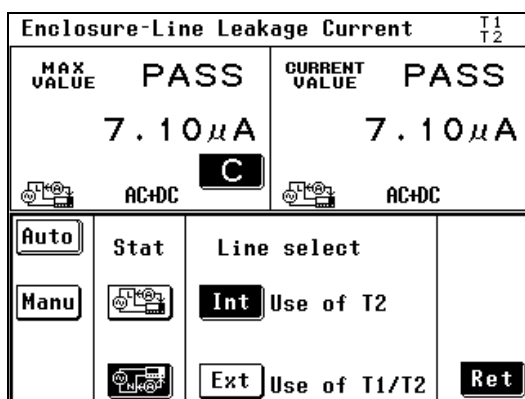 Enclosure-Line Leakage Current T1 T2
MAX VALUE PASS
7.10μA
C
AC+DC
CURRENT VALUE PASS
7.10μA
AC+DC
Auto
Manu
Stat
Line select
Int Use of T2
Ext Use of T1/T2
Ret